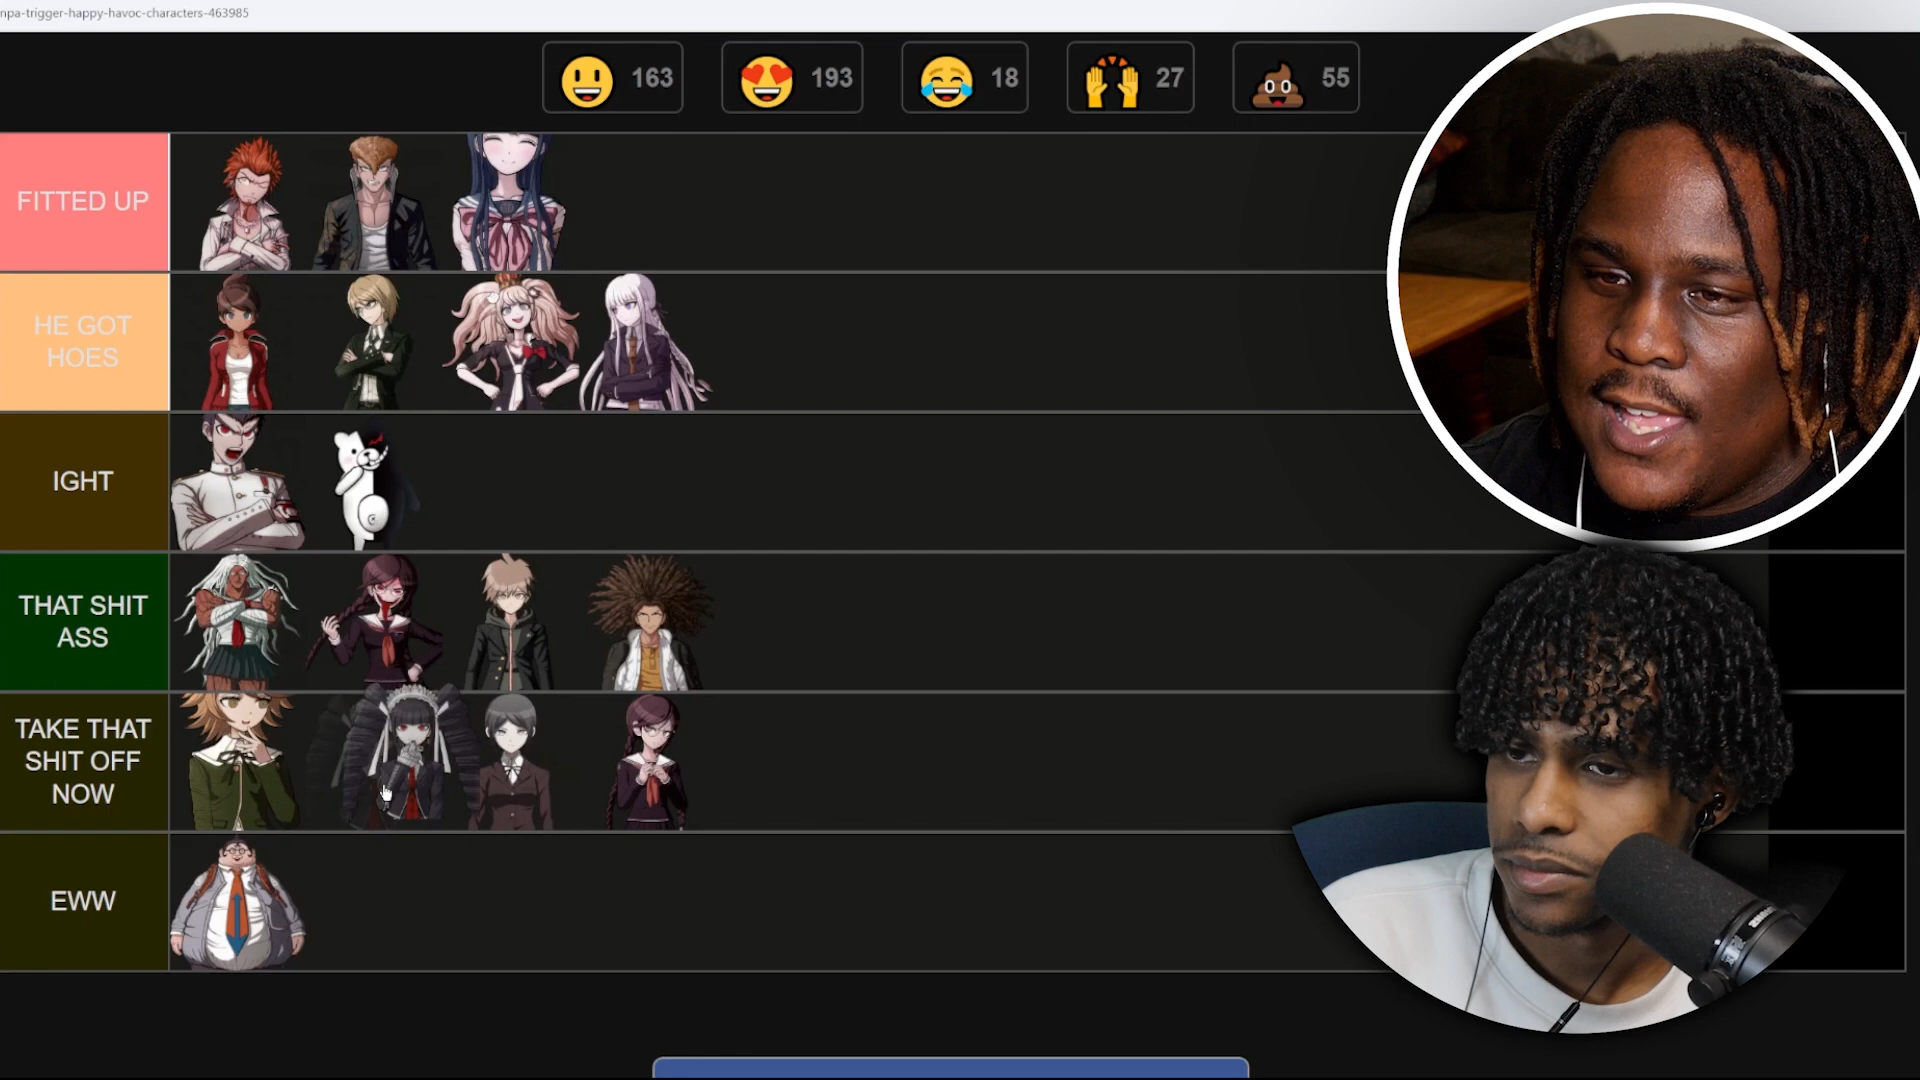 npa-trigger-happy-havoc-characters-463985
163
193
18
27
55
FITTED UP
HE GOT
HOES
IGHT
THAT SHIT
ASS
TAKE THAT
SHIT OFF
NOW
EWW